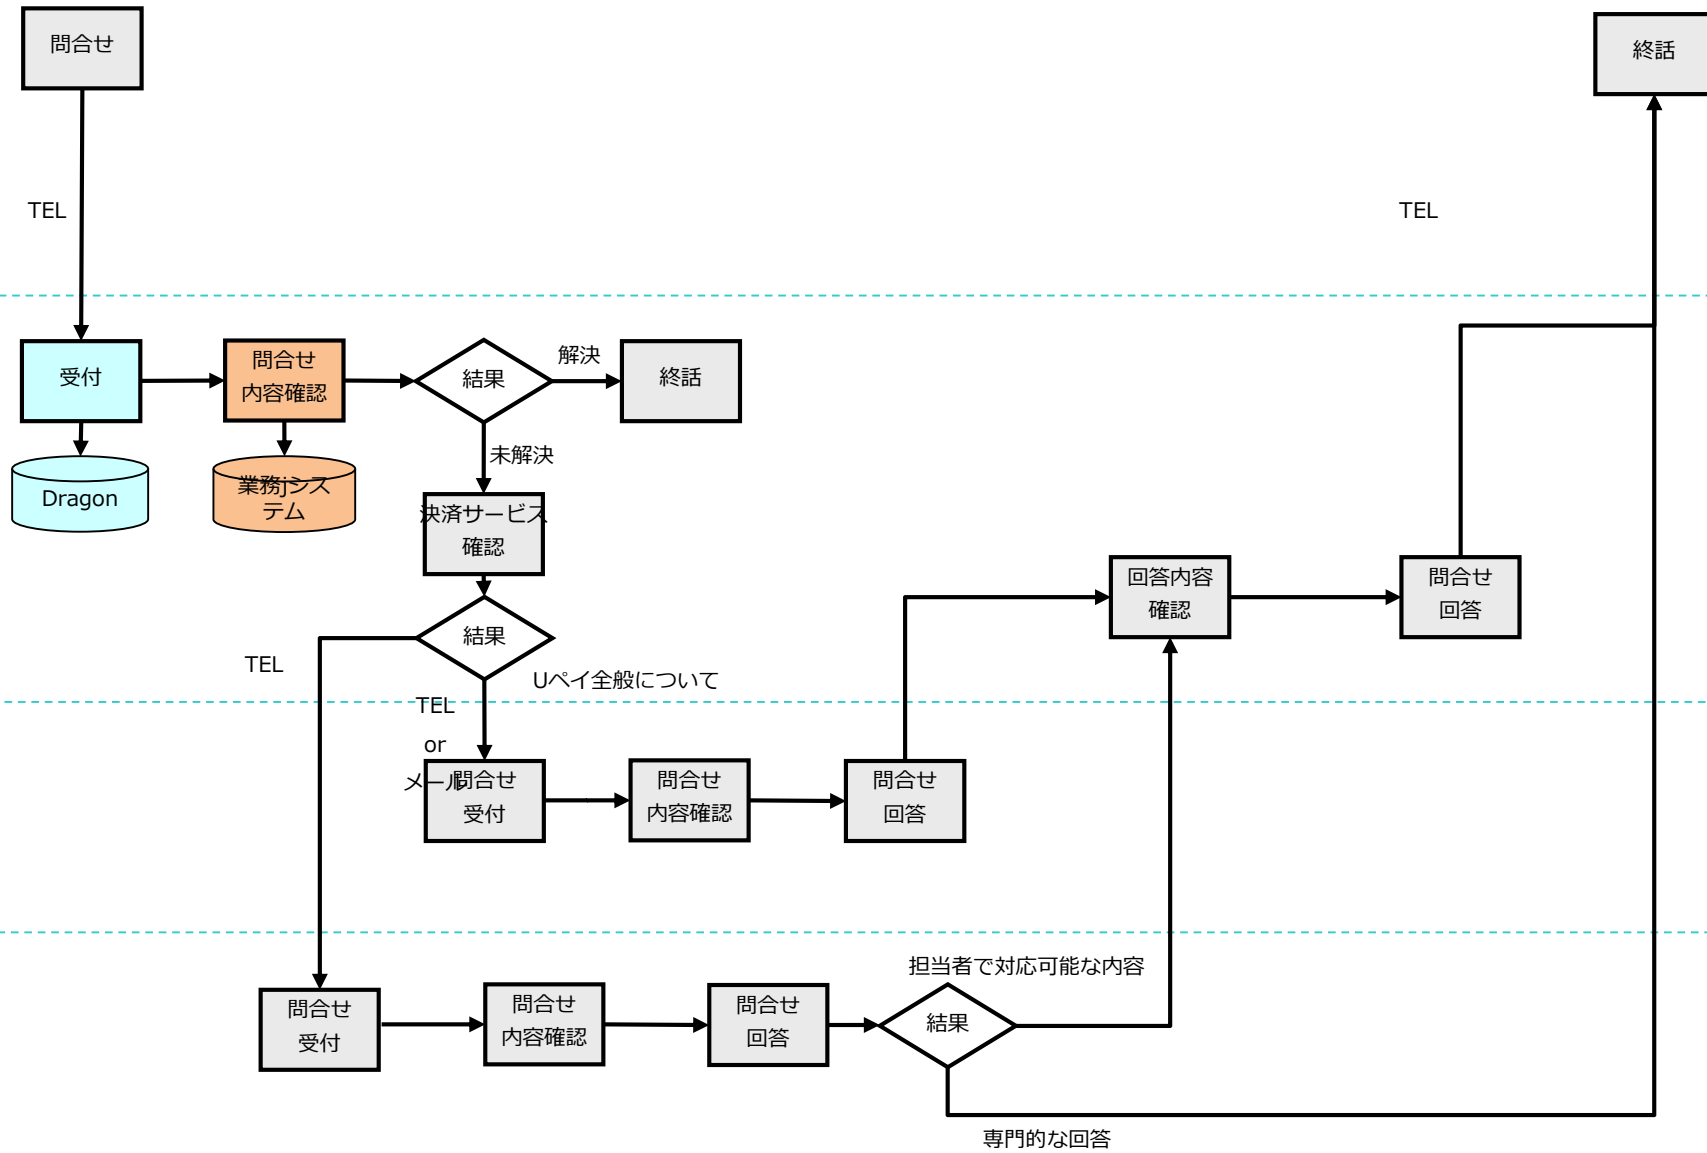 問合せ
終話
TEL
TEL
受付
問合せ
内容確認
結果
解決
終話
未解決
Dragon
業務jシス
テム
決済サービス
確認
結果
TEL
Uペイ全般について
TEL
or
メール
回答内容
確認
問合せ
回答
問合せ
受付
問合せ
内容確認
問合せ
回答
担当者で対応可能な内容
問合せ
受付
問合せ
内容確認
問合せ
回答
結果
専門的な回答